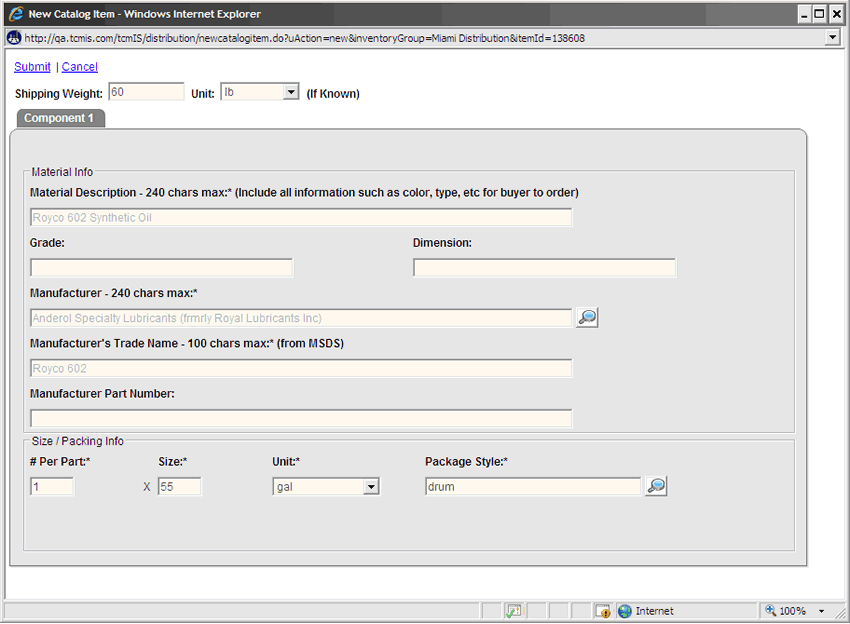 New Catalog Item - Windows Internet Explorer
http://qa.tcmis.com/tcmIS/distribution/newcatalogitem.do?uAction=new&inventoryGroup=Miami Distribution&itemId=138608
Submit | Cancel
Shipping Weight: 60 Unit: lb (If Known)
Component 1
Material Info
Material Description - 240 chars max:* (Include all information such as color, type, etc for buyer to order)
Royco 602 Synthetic Oil
Grade: Dimension:
Manufacturer - 240 chars max:*
Anderol Specialty Lubricants (frmrly Royal Lubricants Inc)
Manufacturer's Trade Name - 100 chars max:* (from MSDS)
Royco 602
Manufacturer Part Number:
Size / Packing Info
# Per Part:* Size:* Unit:* Package Style:*
1 X 55 gal drum
Internet 100%